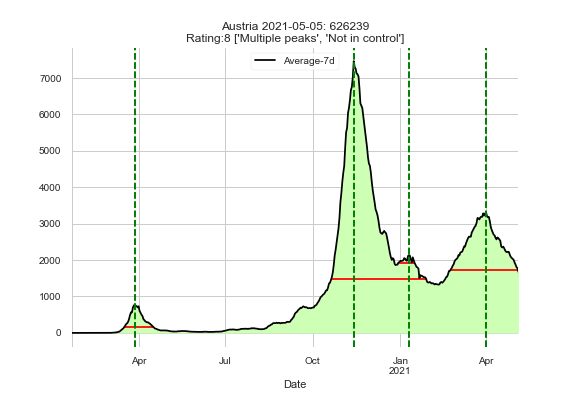 Austria 2021-05-05: 626239
Rating:8 ['Multiple peaks', 'Not in control']
Average-7d
7000
6000
5000
4000
3000
2000
1000
0
Apr
Jul
Oct
Jan
2021
Apr
Date